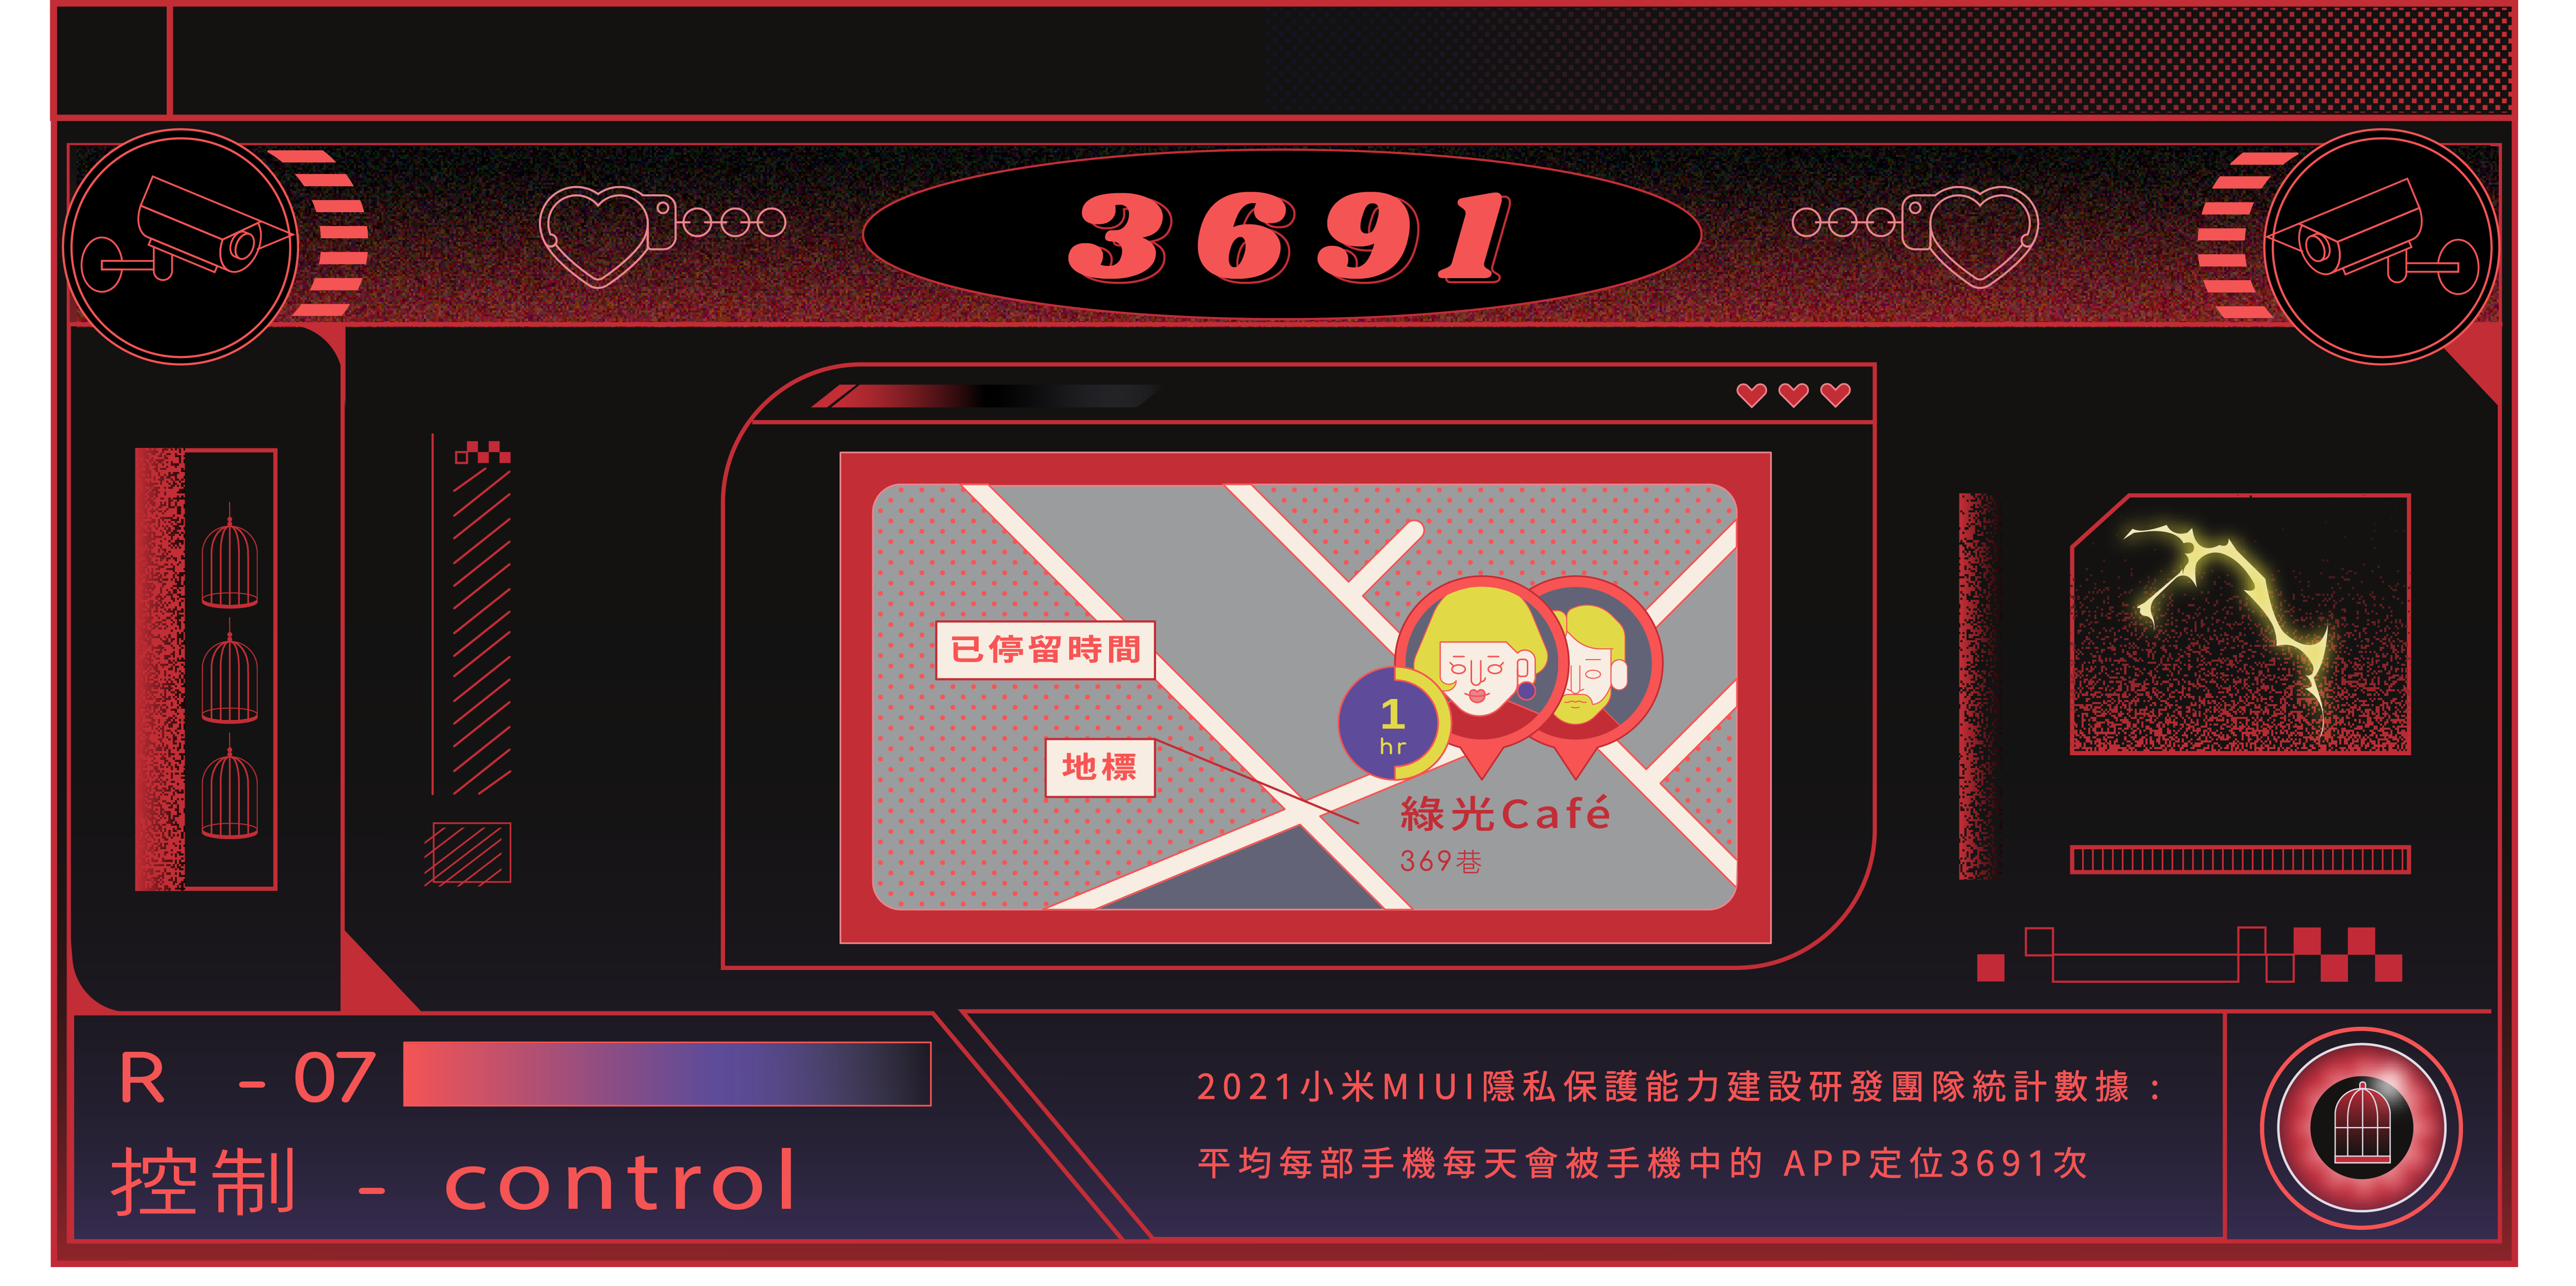 3691
已停留時間
1
hr
地標
綠光Café
369巷
R - 07
控制 - control
2021小米MIUI隱私保護能力建設研發團隊統計數據：
平均每部手機每天會被手機中的 APP定位3691次